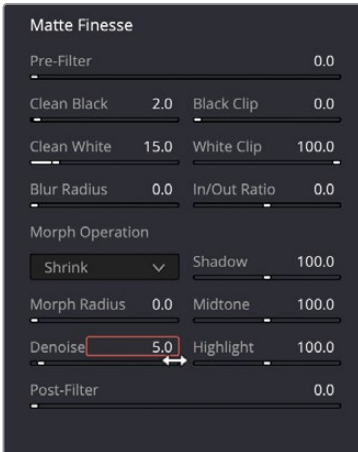 Matte Finesse
Pre-Filter 0.0
Clean Black 2.0 Black Clip 0.0
Clean White 15.0 White Clip 100.0
Blur Radius 0.0 In/Out Ratio 0.0
Morph Operation
Shrink Shadow 100.0
Morph Radius 0.0 Midtone 100.0
Denoise 5.0 Highlight 100.0
Post-Filter 0.0